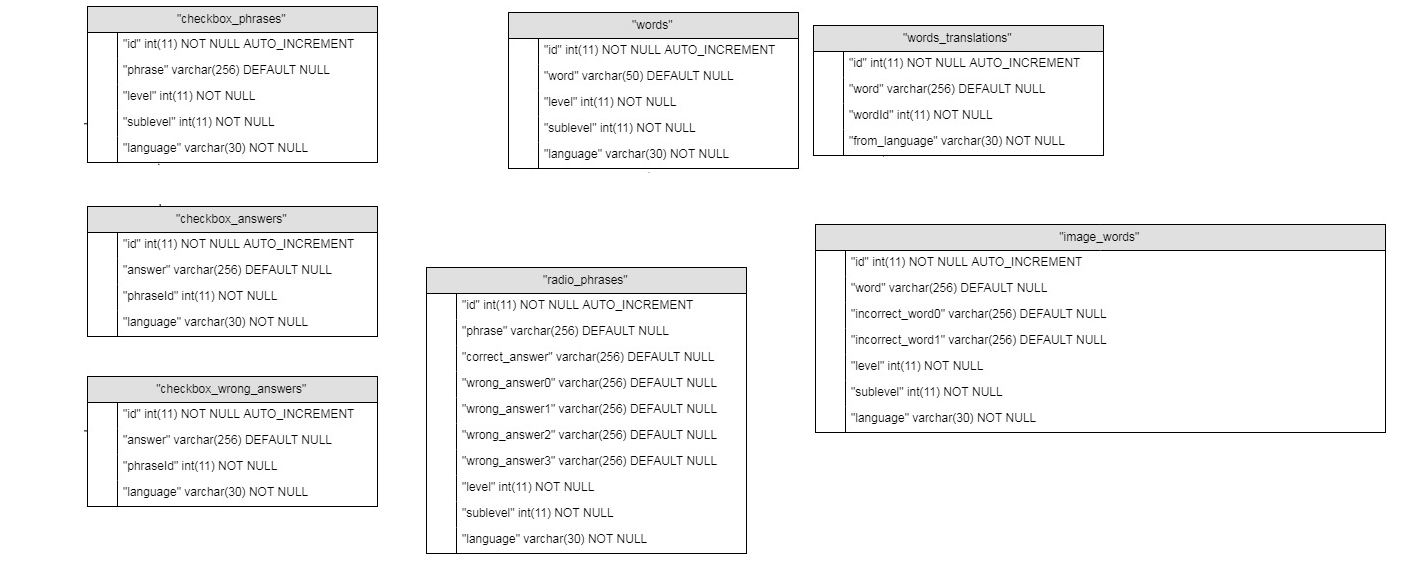 "checkbox_phrases"
"id" int(11) NOT NULL AUTO_INCREMENT
"phrase" varchar(256) DEFAULT NULL
"level" int(11) NOT NULL
"sublevel" int(11) NOT NULL
"language" varchar(30) NOT NULL
"words"
"id" int(11) NOT NULL AUTO_INCREMENT
"word" varchar(50) DEFAULT NULL
"level" int(11) NOT NULL
"sublevel" int(11) NOT NULL
"language" varchar(30) NOT NULL
"words_translations"
"id" int(11) NOT NULL AUTO_INCREMENT
"word" varchar(256) DEFAULT NULL
"wordId" int(11) NOT NULL
"from_language" varchar(30) NOT NULL
"checkbox_answers"
"id" int(11) NOT NULL AUTO_INCREMENT
"answer" varchar(256) DEFAULT NULL
"phraseId" int(11) NOT NULL
"language" varchar(30) NOT NULL
"checkbox_wrong_answers"
"id" int(11) NOT NULL AUTO_INCREMENT
"answer" varchar(256) DEFAULT NULL
"phraseId" int(11) NOT NULL
"language" varchar(30) NOT NULL
"radio_phrases"
"id" int(11) NOT NULL AUTO_INCREMENT
"phrase" varchar(256) DEFAULT NULL
"correct_answer" varchar(256) DEFAULT NULL
"wrong_answer0" varchar(256) DEFAULT NULL
"wrong_answer1" varchar(256) DEFAULT NULL
"wrong_answer2" varchar(256) DEFAULT NULL
"wrong_answer3" varchar(256) DEFAULT NULL
"level" int(11) NOT NULL
"sublevel" int(11) NOT NULL
"language" varchar(30) NOT NULL
"image_words"
"id" int(11) NOT NULL AUTO_INCREMENT
"word" varchar(256) DEFAULT NULL
"incorrect_word0" varchar(256) DEFAULT NULL
"incorrect_word1" varchar(256) DEFAULT NULL
"level" int(11) NOT NULL
"sublevel" int(11) NOT NULL
"language" varchar(30) NOT NULL